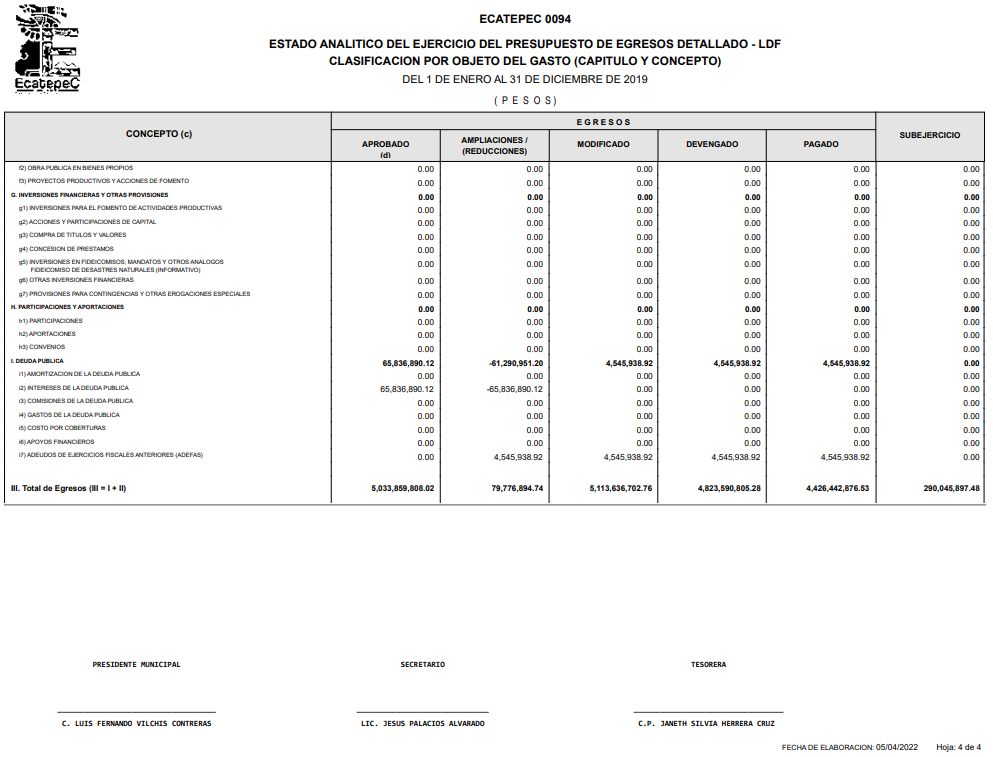 EcatepeC
ECATEPEC 0094
ESTADO ANALITICO DEL EJERCICIO DEL PRESUPUESTO DE EGRESOS DETALLADO - LDF
CLASIFICACION POR OBJETO DEL GASTO (CAPITULO Y CONCEPTO)
DEL 1 DE ENERO AL 31 DE DICIEMBRE DE 2019
( P E S O S )
CONCEPTO (c) E G R E S O S SUBEJERCICIO
APROBADO (d) AMPLIACIONES / (REDUCCIONES) MODIFICADO DEVENGADO PAGADO
f2) OBRA PUBLICA EN BIENES PROPIOS 0.00 0.00 0.00 0.00 0.00 0.00
f3) PROYECTOS PRODUCTIVOS Y ACCIONES DE FOMENTO 0.00 0.00 0.00 0.00 0.00 0.00
G. INVERSIONES FINANCIERAS Y OTRAS PROVISIONES 0.00 0.00 0.00 0.00 0.00 0.00
g1) INVERSIONES PARA EL FOMENTO DE ACTIVIDADES PRODUCTIVAS 0.00 0.00 0.00 0.00 0.00 0.00
g2) ACCIONES Y PARTICIPACIONES DE CAPITAL 0.00 0.00 0.00 0.00 0.00 0.00
g3) COMPRA DE TITULOS Y VALORES 0.00 0.00 0.00 0.00 0.00 0.00
g4) CONCESION DE PRESTAMOS 0.00 0.00 0.00 0.00 0.00 0.00
g5) INVERSIONES EN FIDEICOMISOS, MANDATOS Y OTROS ANALOGOS 0.00 0.00 0.00 0.00 0.00 0.00
FIDEICOMISO DE DESASTRES NATURALES (INFORMATIVO)
g6) OTRAS INVERSIONES FINANCIERAS 0.00 0.00 0.00 0.00 0.00 0.00
g7) PROVISIONES PARA CONTINGENCIAS Y OTRAS EROGACIONES ESPECIALES 0.00 0.00 0.00 0.00 0.00 0.00
H. PARTICIPACIONES Y APORTACIONES 0.00 0.00 0.00 0.00 0.00 0.00
h1) PARTICIPACIONES 0.00 0.00 0.00 0.00 0.00 0.00
h2) APORTACIONES 0.00 0.00 0.00 0.00 0.00 0.00
h3) CONVENIOS 0.00 0.00 0.00 0.00 0.00 0.00
I. DEUDA PUBLICA 65,836,890.12 -61,290,951.20 4,545,938.92 4,545,938.92 4,545,938.92 0.00
i1) AMORTIZACION DE LA DEUDA PUBLICA 0.00 0.00 0.00 0.00 0.00 0.00
i2) INTERESES DE LA DEUDA PUBLICA 65,836,890.12 -65,836,890.12 0.00 0.00 0.00 0.00
i3) COMISIONES DE LA DEUDA PUBLICA 0.00 0.00 0.00 0.00 0.00 0.00
i4) GASTOS DE LA DEUDA PUBLICA 0.00 0.00 0.00 0.00 0.00 0.00
i5) COSTO POR COBERTURAS 0.00 0.00 0.00 0.00 0.00 0.00
i6) APOYOS FINANCIEROS 0.00 0.00 0.00 0.00 0.00 0.00
i7) ADEUDOS DE EJERCICIOS FISCALES ANTERIORES (ADEFAS) 0.00 4,545,938.92 4,545,938.92 4,545,938.92 4,545,938.92 0.00
III. Total de Egresos (III = I + II) 5,033,859,808.02 79,776,894.74 5,113,636,702.76 4,823,590,805.28 4,426,442,876.53 290,045,897.48
PRESIDENTE MUNICIPAL SECRETARIO TESORERA
C. LUIS FERNANDO VILCHIS CONTRERAS LIC. JESUS PALACIOS ALVARADO C.P. JANETH SILVIA HERRERA CRUZ
FECHA DE ELABORACION: 05/04/2022 Hoja: 4 de 4